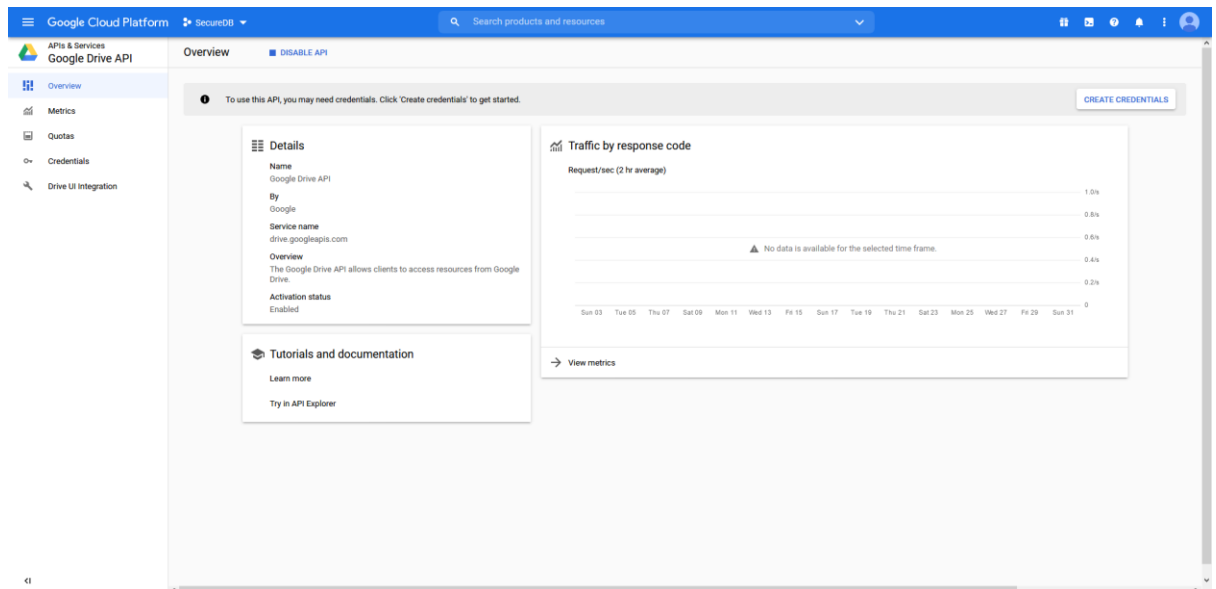 Google Cloud Platform
SecureDB
Search products and resources
APIs & Services
Google Drive API
Overview
DISABLE API
Overview
Metrics
Quotas
Credentials
Drive UI Integration
To use this API, you may need credentials. Click 'Create credentials' to get started.
CREATE CREDENTIALS
Details
Name
Google Drive API
By
Google
Service name
drive.googleapis.com
Overview
The Google Drive API allows clients to access resources from Google
Drive.
Activation status
Enabled
Tutorials and documentation
Learn more
Try in API Explorer
Traffic by response code
Request/sec (2 hr average)
1.0/s
0.8/s
0.6/s
No data is available for the selected time frame.
0.4/s
0.2/s
0
Sun 03 Tue 05 Thu 07 Sat 09 Mon 11 Wed 13 Fri 15 Sun 17 Tue 19 Thu 21 Sat 23 Mon 25 Wed 27 Fri 29 Sun 31
View metrics